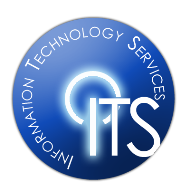 INFORMATION TECHNOLOGY SERVICES
ITS